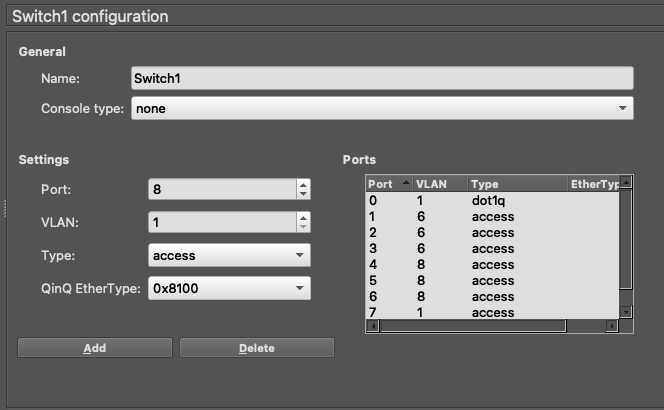 Switch1 configuration
General
Name: Switch1
Console type: none
Settings
Port: 8
VLAN: 1
Type: access
QinQ EtherType: 0x8100
Add Delete
Ports
Port VLAN Type EtherTyp
0 1 dot1q
1 6 access
2 6 access
3 6 access
4 8 access
5 8 access
6 8 access
7 1 access